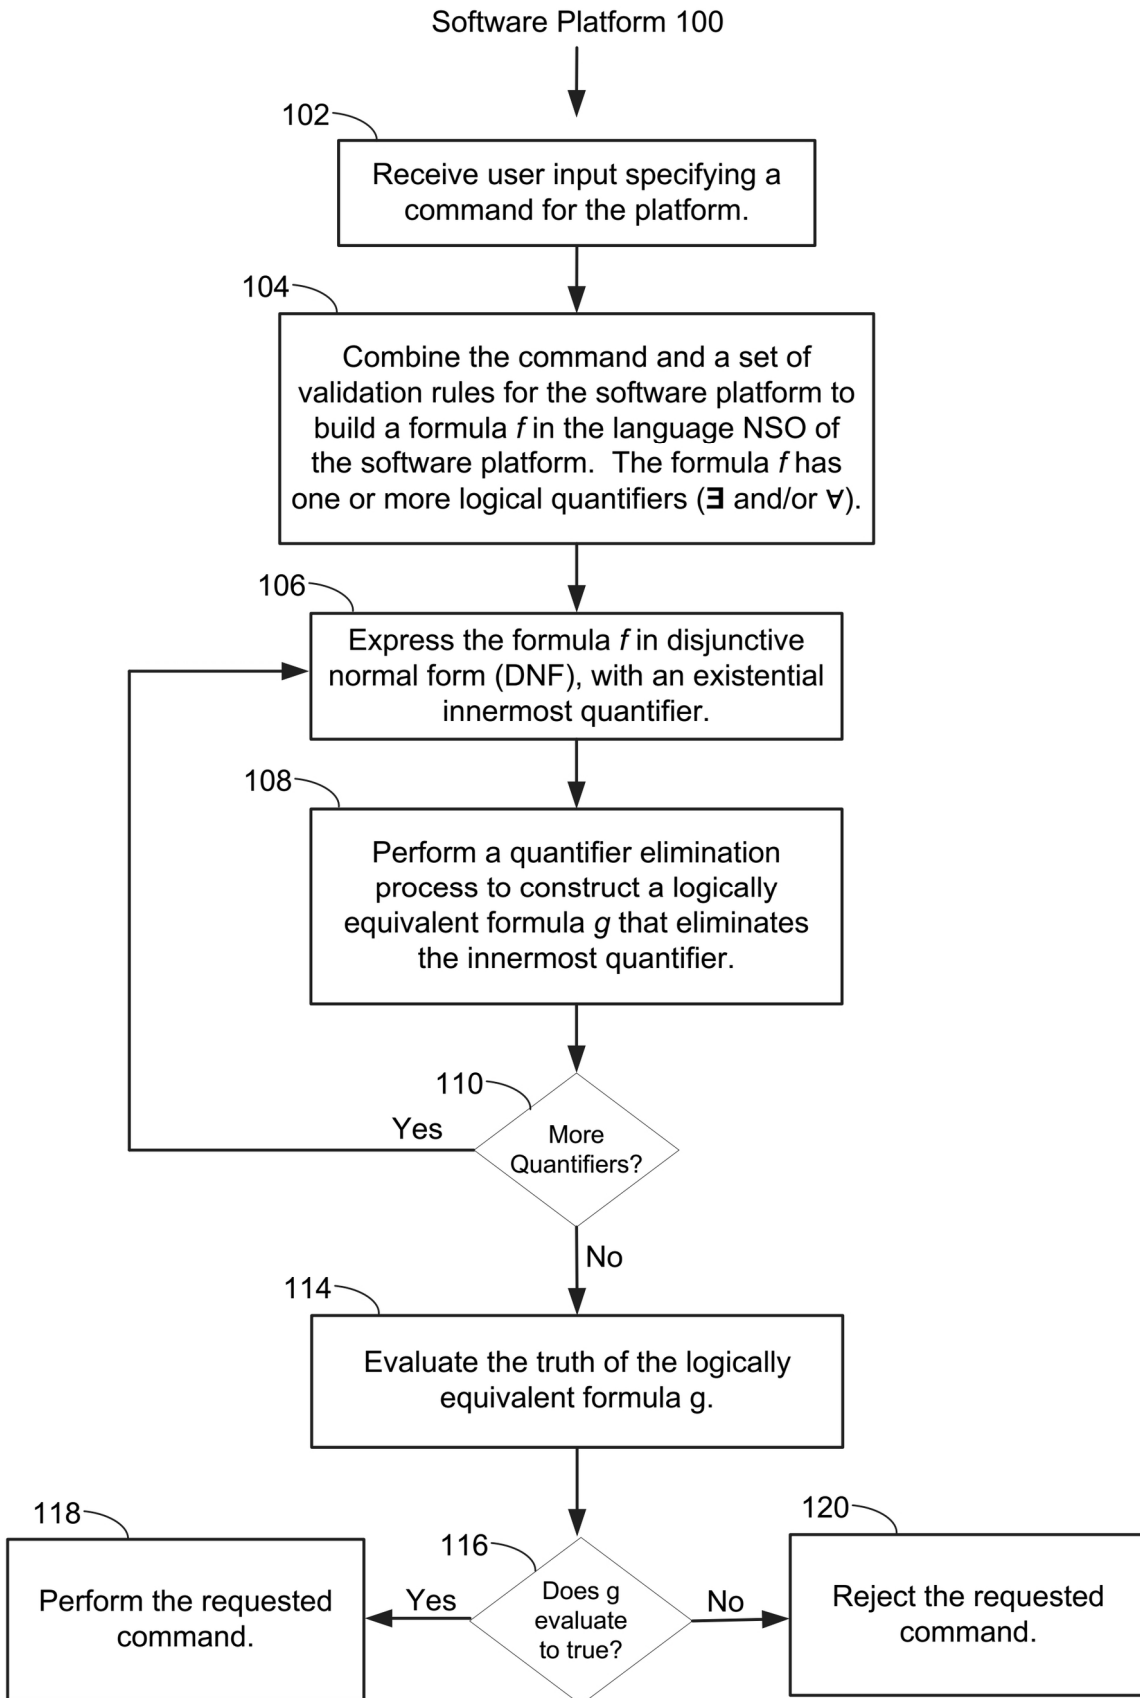 Software Platform 100
102
Receive user input specifying a
command for the platform.
104
Combine the command and a set of
validation rules for the software platform to
build a formula f in the language NSO of
the software platform.  The formula f has
one or more logical quantifiers (∃ and/or ∀).
106
Express the formula f in disjunctive
normal form (DNF), with an existential
innermost quantifier.
108
Perform a quantifier elimination
process to construct a logically
equivalent formula g that eliminates
the innermost quantifier.
110
More
Quantifiers?
Yes
No
114
Evaluate the truth of the logically
equivalent formula g.
116
Does g
evaluate
to true?
Yes
No
118
Perform the requested
command.
120
Reject the requested
command.